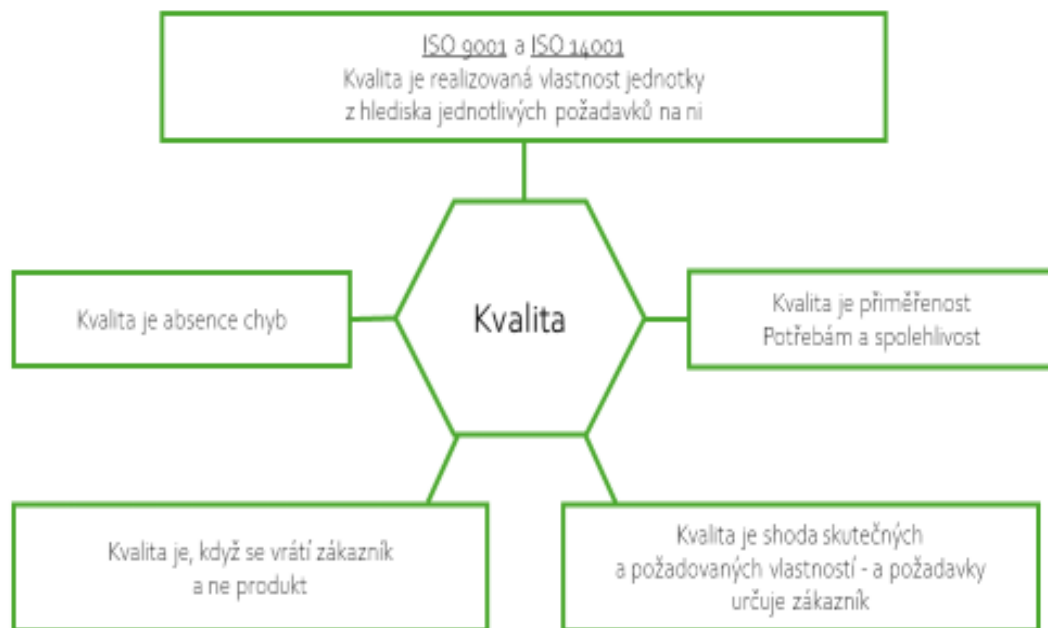 ISO 9001 a ISO 14001
Kvalita je realizovaná vlastnost jednotky
z hlediska jednotlivých požadavků na ni
Kvalita je absence chyb
Kvalita
Kvalita je přiměřenost
Potřebám a spolehlivost
Kvalita je, když se vrátí zákazník
a ne produkt
Kvalita je shoda skutečných
a požadovaných vlastností - a požadavky
určuje zákazník